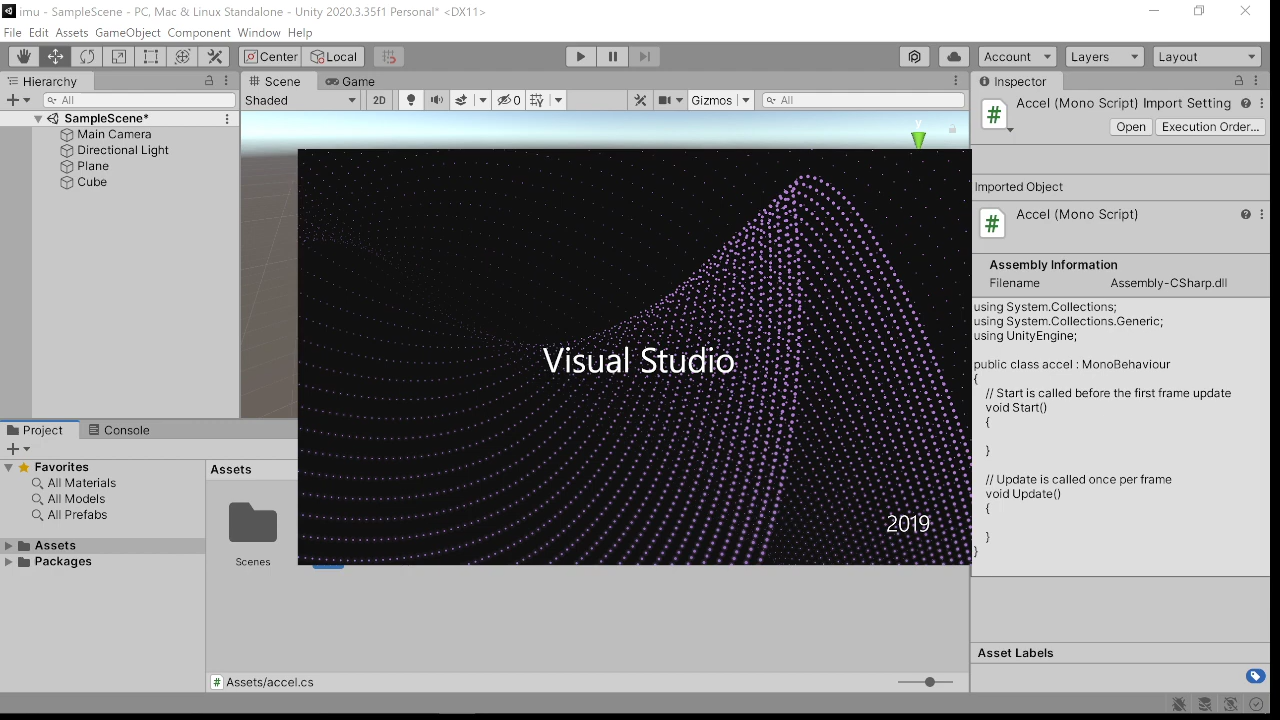 imu - SampleScene - PC, Mac & Linux Standalone - Unity 2020.3.35f1 Personal* <DX11>
File Edit Assets GameObject Component Window Help
Center Local Account Layers Layout
Hierarchy
All
SampleScene*
Main Camera
Directional Light
Plane
Cube
Scene Game
Shaded 2D 0 Gizmos All
y
Visual Studio
2019
Project Console
Favorites
All Materials
All Models
All Prefabs
Assets
Packages
Assets
Scenes
Assets/accel.cs
Inspector
Accel (Mono Script) Import Setting
Open Execution Order...
Imported Object
Accel (Mono Script)
Assembly Information
Filename Assembly-CSharp.dll
using System.Collections;
using System.Collections.Generic;
using UnityEngine;
public class accel : MonoBehaviour
{
// Start is called before the first frame update
void Start()
{
}
// Update is called once per frame
void Update()
{
}
}
Asset Labels